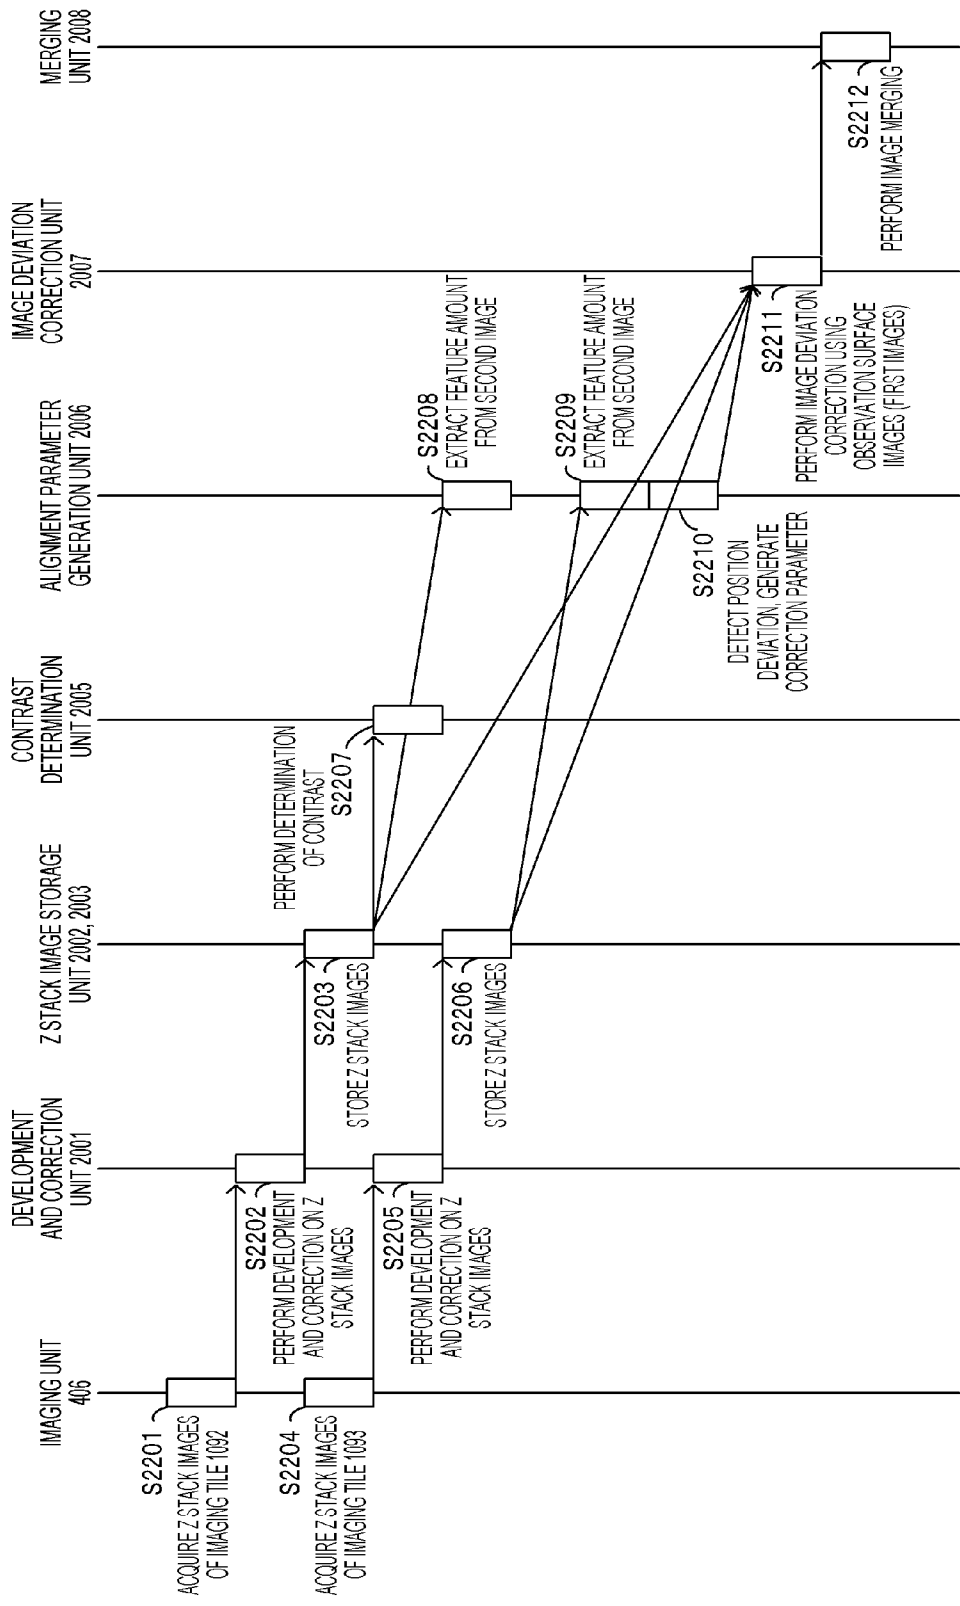 IMAGING UNIT
406
DEVELOPMENT
AND CORRECTION
UNIT 2001
Z STACK IMAGE STORAGE
UNIT 2002, 2003
CONTRAST
DETERMINATION
UNIT 2005
ALIGNMENT PARAMETER
GENERATION UNIT 2006
IMAGE DEVIATION
CORRECTION UNIT
2007
MERGING
UNIT 2008
S2201
ACQUIRE Z STACK IMAGES
OF IMAGING TILE 1092
S2202
PERFORM DEVELOPMENT
AND CORRECTION ON Z
STACK IMAGES
S2203
STORE Z STACK IMAGES
S2204
ACQUIRE Z STACK IMAGES
OF IMAGING TILE 1093
S2205
PERFORM DEVELOPMENT
AND CORRECTION ON Z
STACK IMAGES
S2206
STORE Z STACK IMAGES
PERFORM DETERMINATION
OF CONTRAST
S2207
S2208
EXTRACT FEATURE AMOUNT
FROM SECOND IMAGE
S2209
EXTRACT FEATURE AMOUNT
FROM SECOND IMAGE
S2210
DETECT POSITION
DEVIATION, GENERATE
CORRECTION PARAMETER
S2211
PERFORM IMAGE DEVIATION
CORRECTION USING
OBSERVATION SURFACE
IMAGES (FIRST IMAGES)
S2212
PERFORM IMAGE MERGING